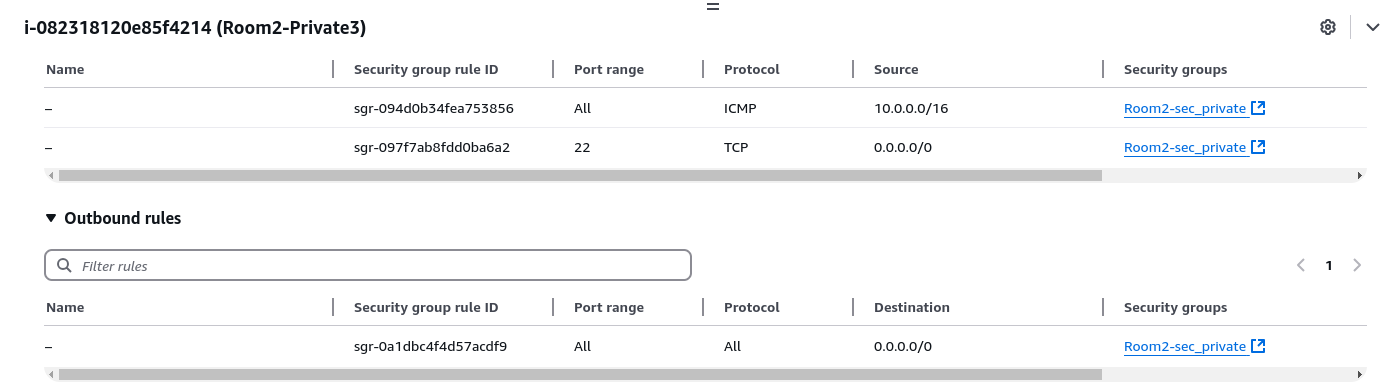 i-082318120e85f4214 (Room2-Private3)
Name Security group rule ID Port range Protocol Source Security groups
– sgr-094d0b34fea753856 All ICMP 10.0.0.0/16 Room2-sec_private
– sgr-097f7ab8fdd0ba6a2 22 TCP 0.0.0.0/0 Room2-sec_private
Outbound rules
Filter rules 1
Name Security group rule ID Port range Protocol Destination Security groups
– sgr-0a1dbc4f4d57acdf9 All All 0.0.0.0/0 Room2-sec_private